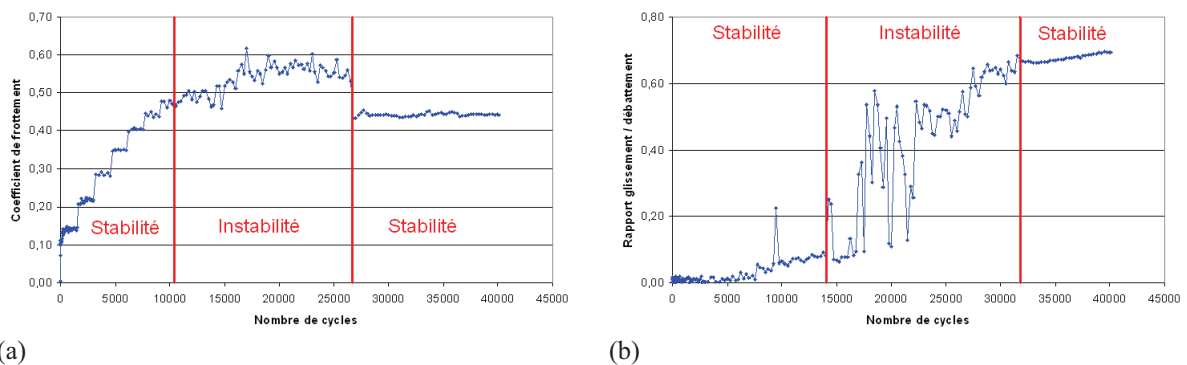 0,70
0,60
0,50
0,40
0,30
0,20
0,10
0,00
Coefficient de frottement
Stabilité
Instabilité
Stabilité
0 5000 10000 15000 20000 25000 30000 35000 40000 45000
Nombre de cycles
(a)
0,80
0,60
0,40
0,20
0,00
Rapport glissement / débattement
Stabilité
Instabilité
Stabilité
0 5000 10000 15000 20000 25000 30000 35000 40000 45000
Nombre de cycles
(b)